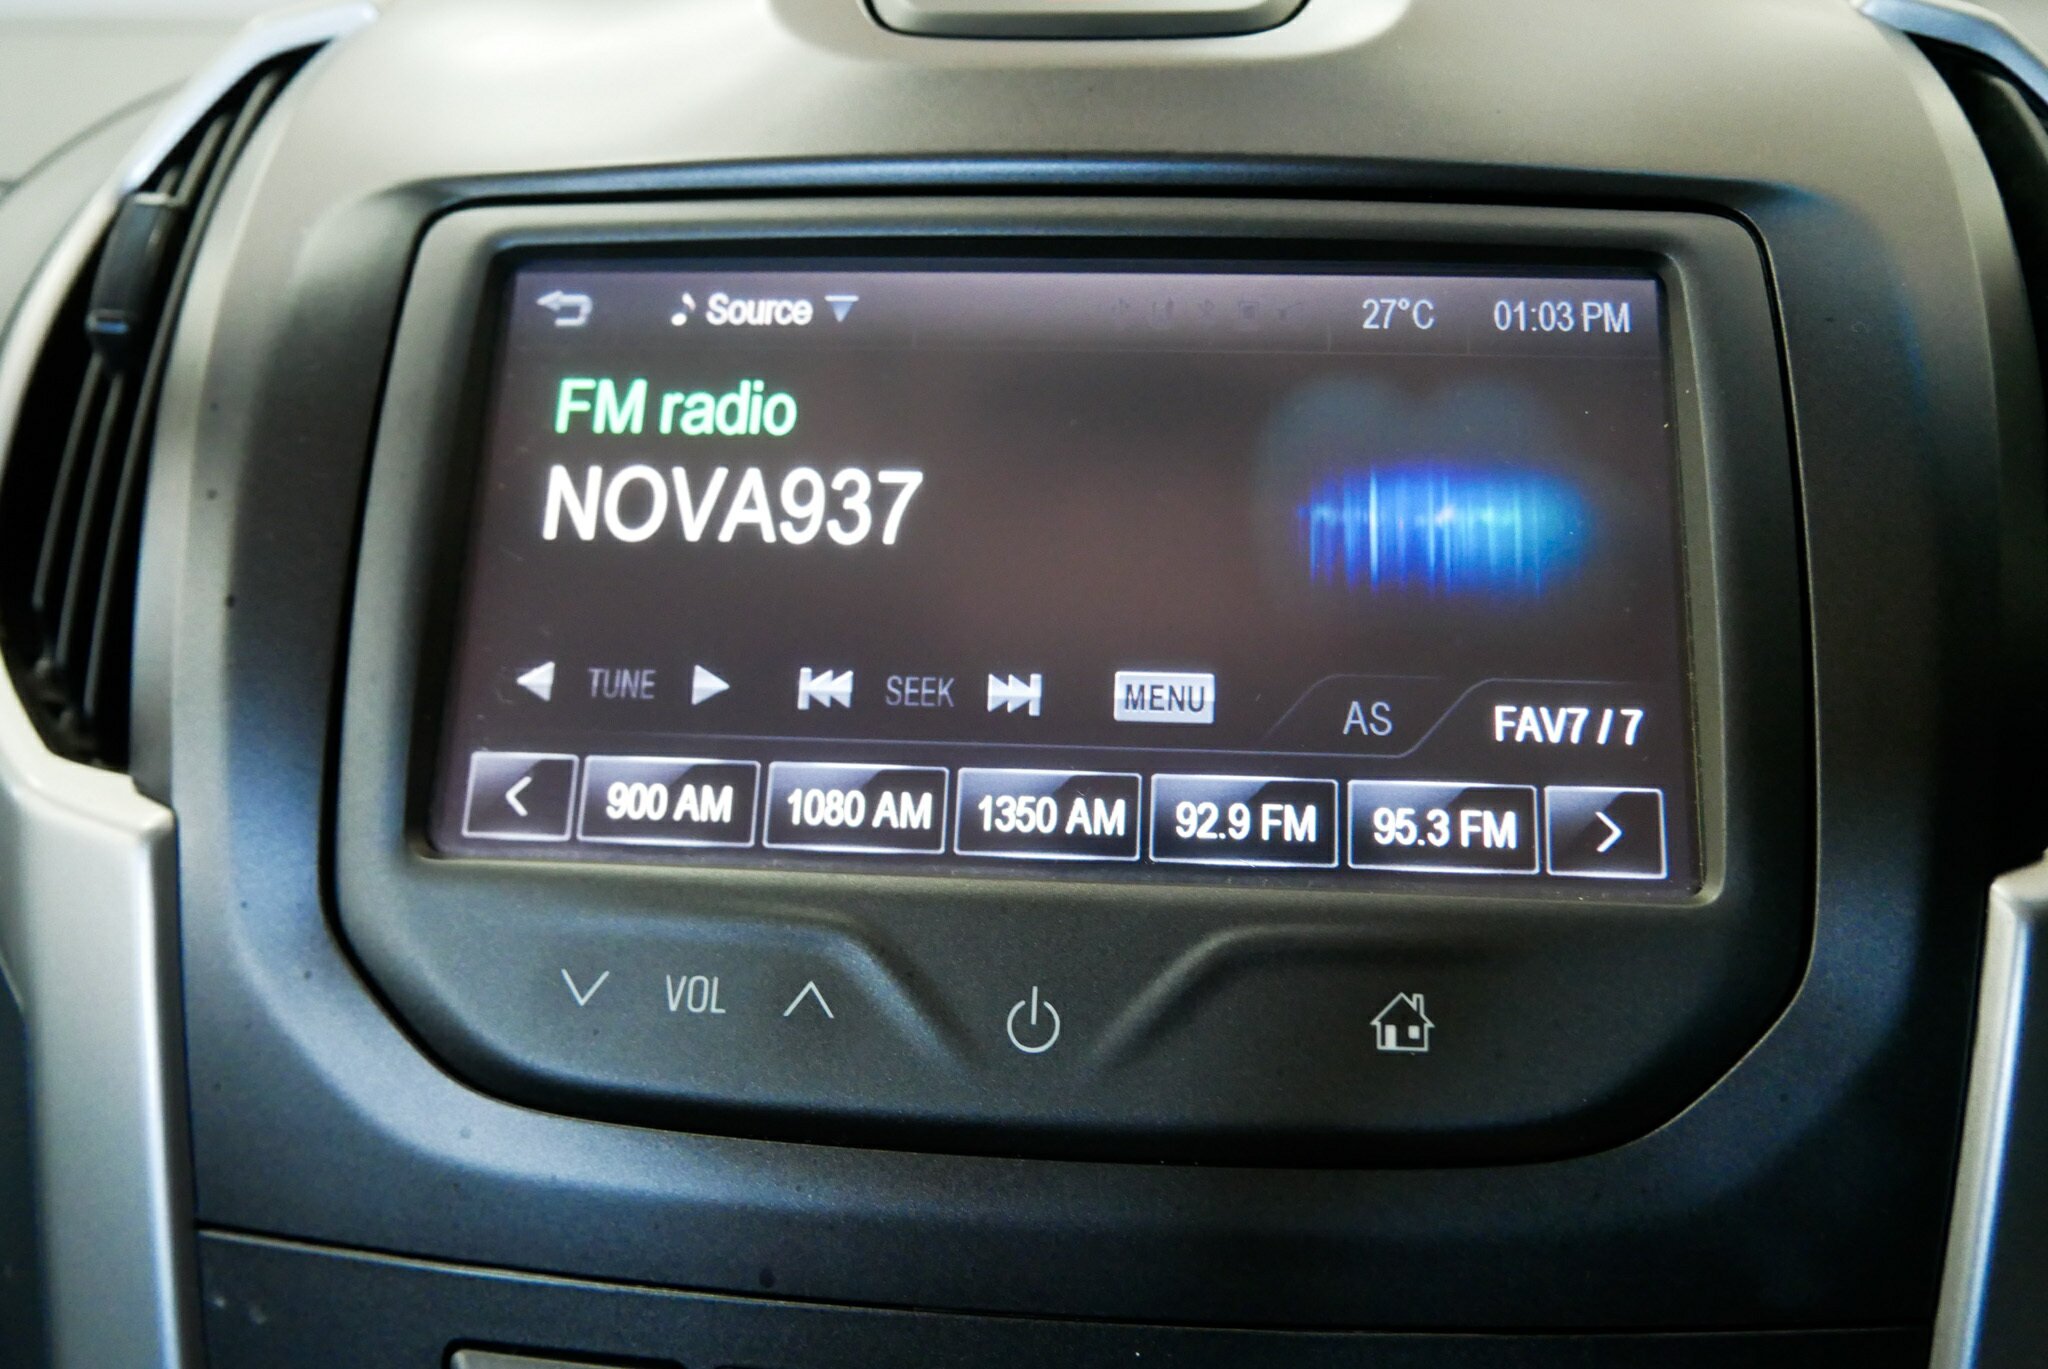 Source 27°C 01:03 PM
FM radio
NOVA937
TUNE SEEK MENU AS FAV7 / 7
900 AM 1080 AM 1350 AM 92.9 FM 95.3 FM
VOL